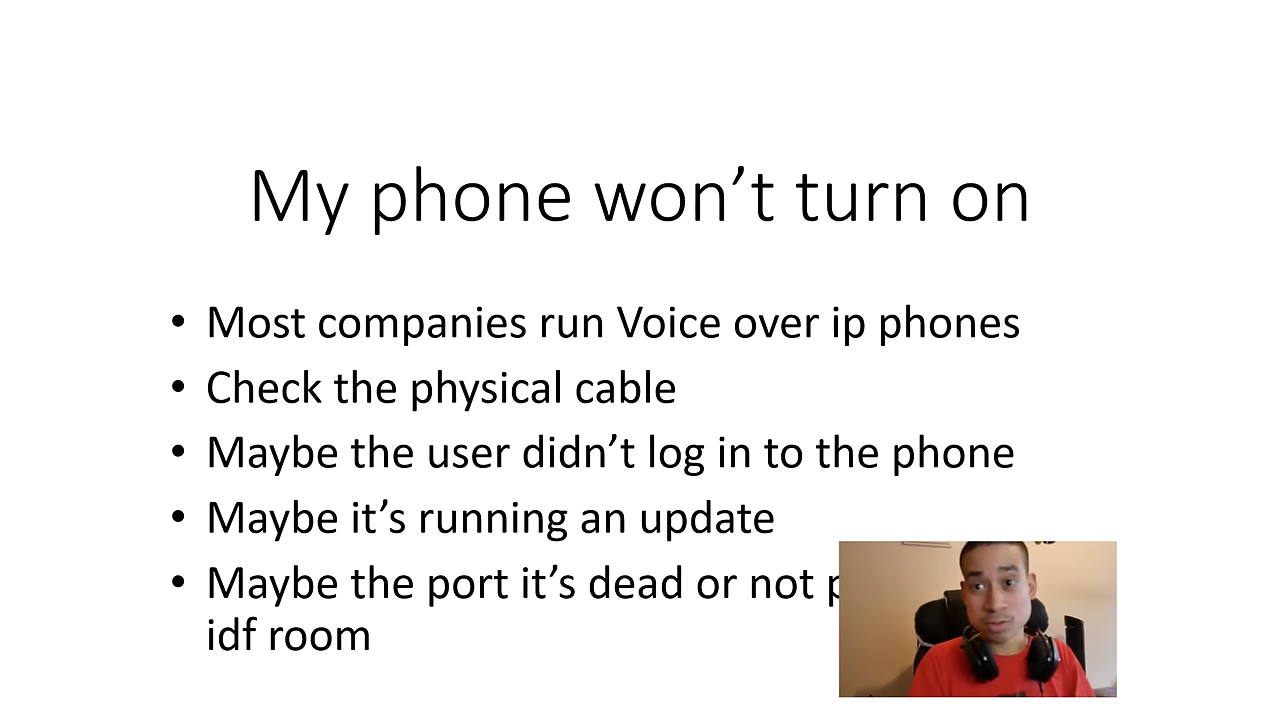 My phone won’t turn on
• Most companies run Voice over ip phones
• Check the physical cable
• Maybe the user didn’t log in to the phone
• Maybe it’s running an update
• Maybe the port it’s dead or not
idf room